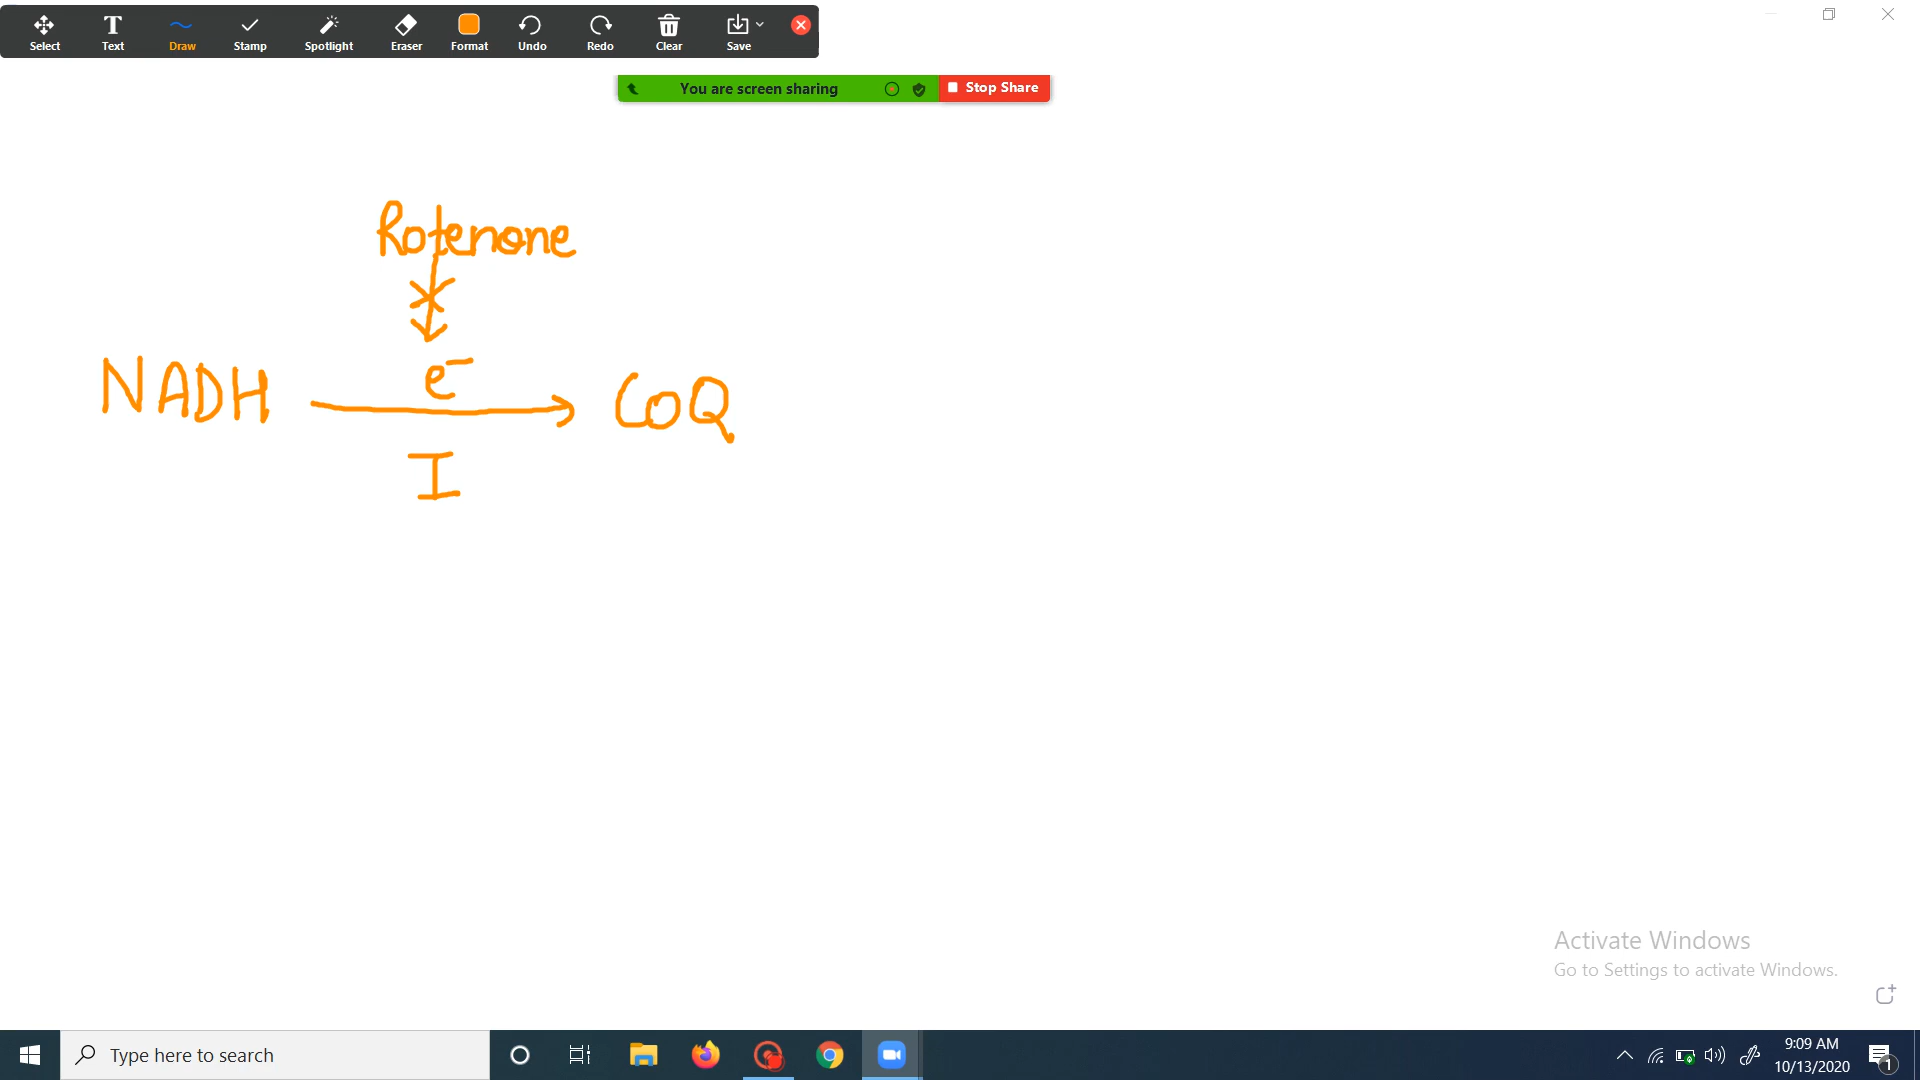 Select Text Draw Stamp Spotlight Eraser Format Undo Redo Clear Save
You are screen sharing Stop Share
Rotenone
e⁻
NADH CoQ
I
Activate Windows
Go to Settings to activate Windows.
Type here to search
9:09 AM
10/13/2020
1